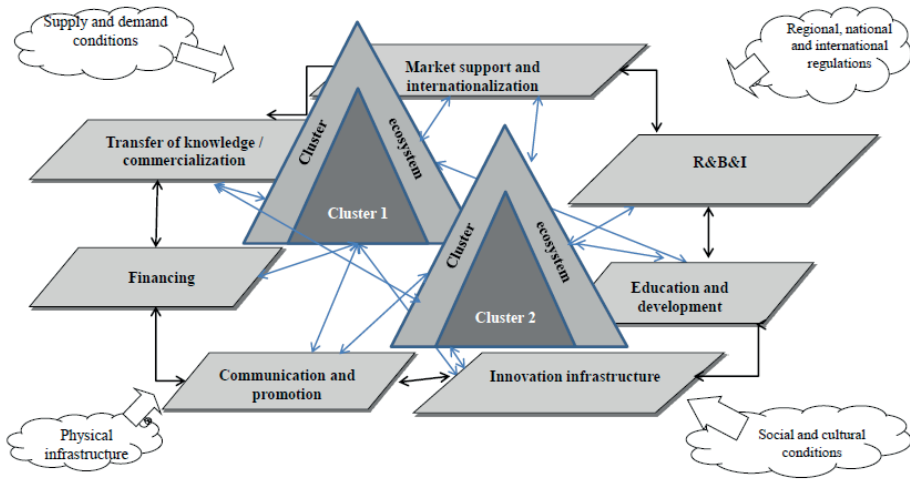 Supply and demand
conditions
Regional, national
and international
regulations
Market support and
internationalization
Transfer of knowledge /
commercialization
Cluster
ecosystem
Cluster 1
R&B&I
Cluster
ecosystem
Cluster 2
Financing
Education and
development
Communication and
promotion
Innovation infrastructure
Physical
infrastructure
Social and cultural
conditions